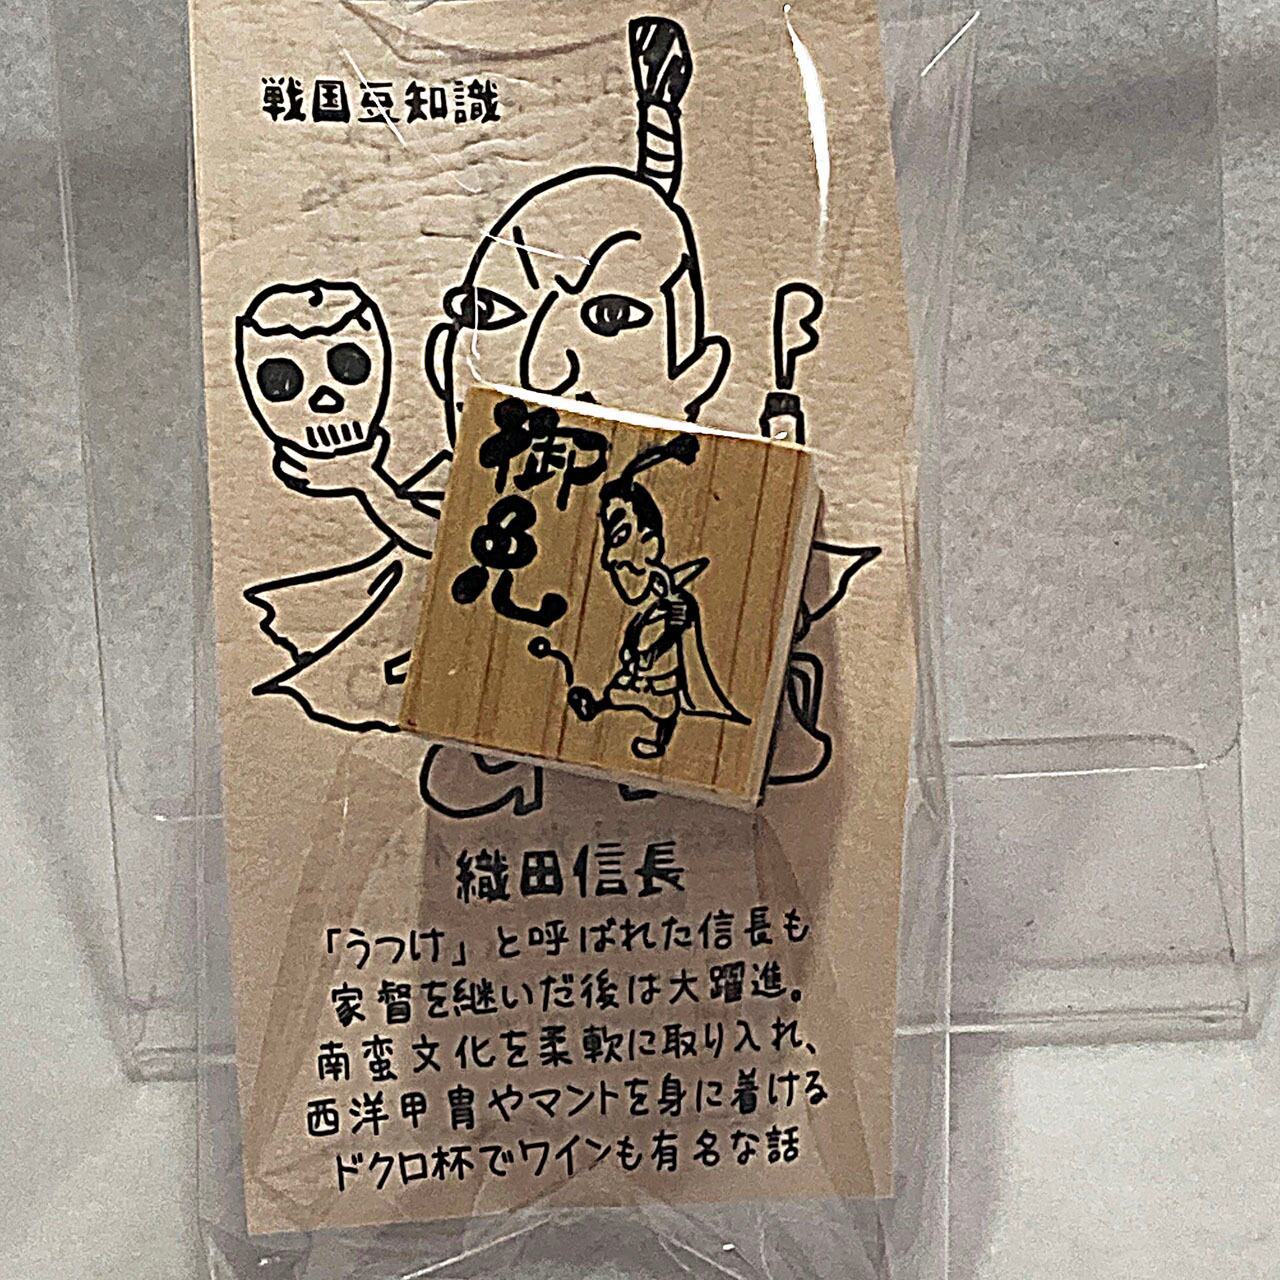 戦国豆知識
御免
織田信長
「うつけ」と呼ばれた信長も
家督を継いだ後は大躍進。
南蛮文化を柔軟に取り入れ、
西洋甲冑やマントを身に着ける
ドクロ杯でワインも有名な話